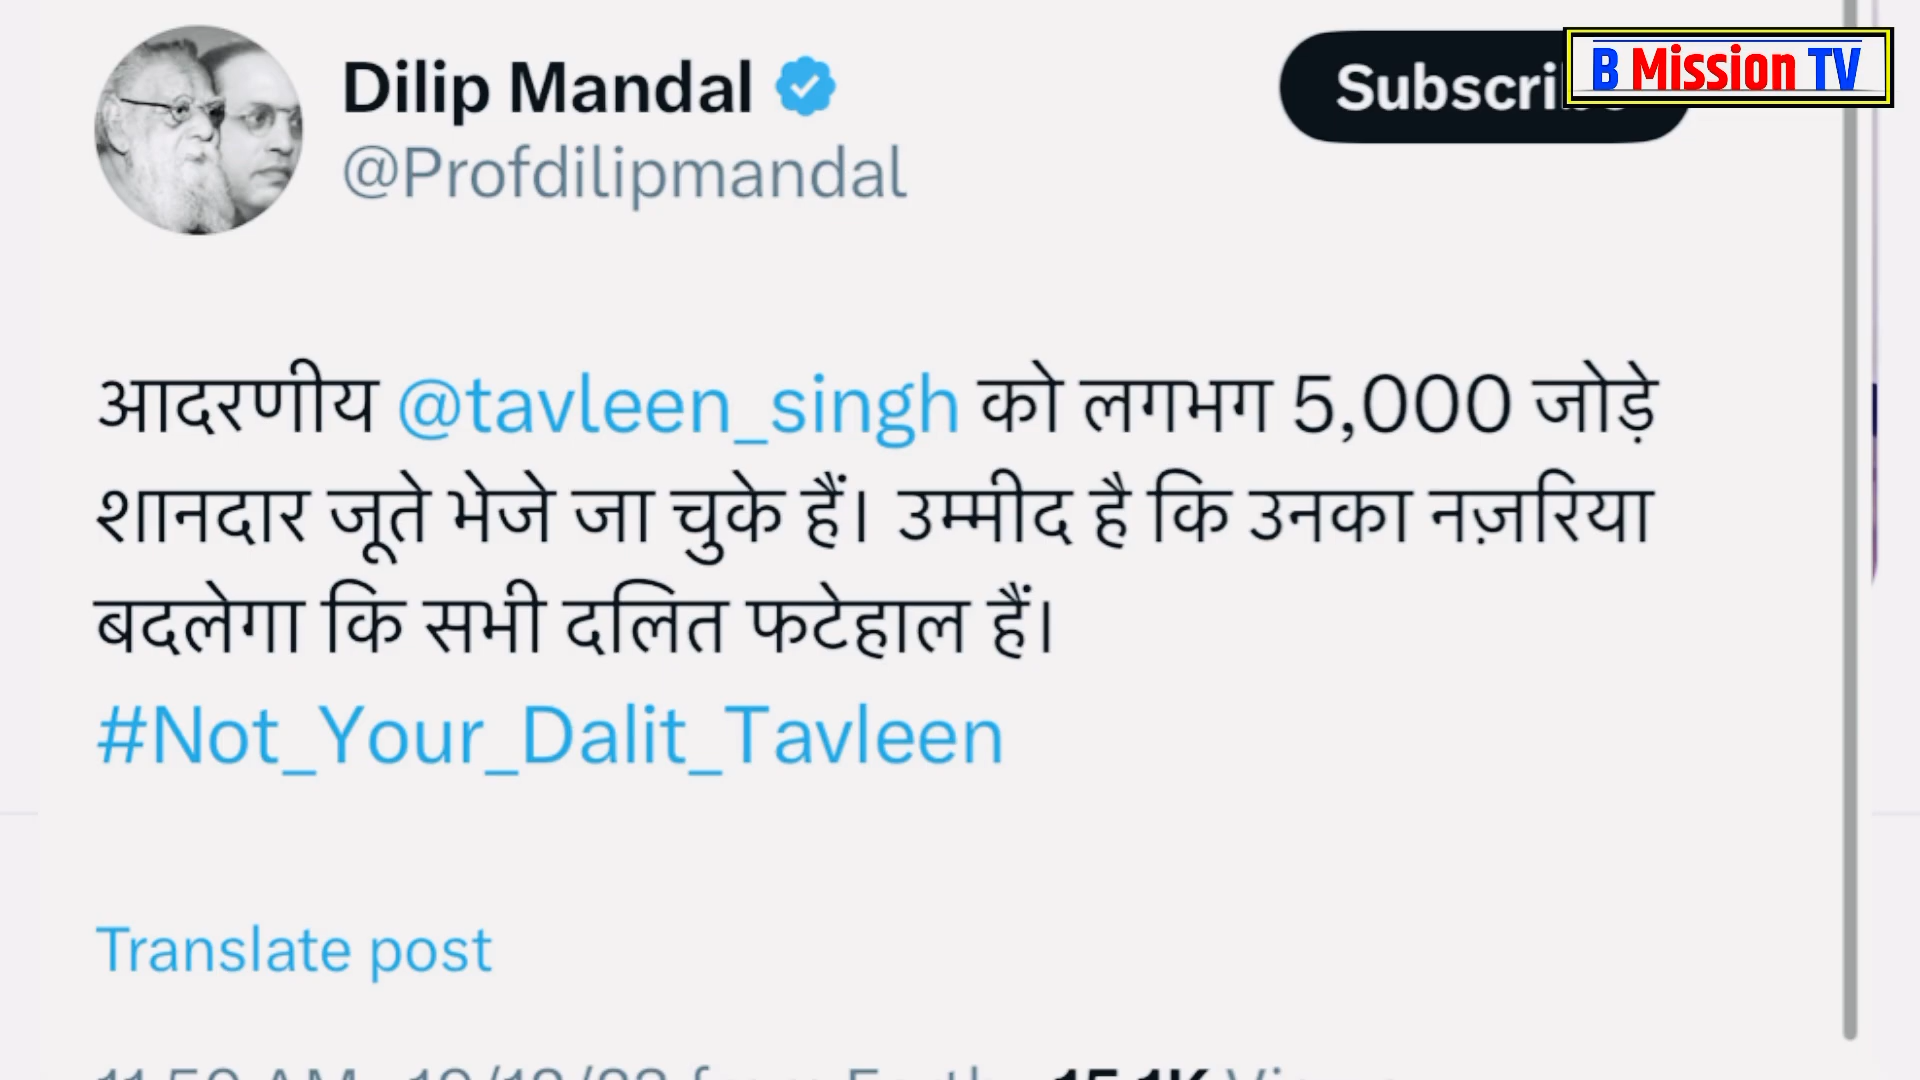 Dilip Mandal
@Profdilipmandal
B Mission TV
आदरणीय @tavleen_singh को लगभग 5,000 जोड़े
शानदार जूते भेजे जा चुके हैं। उम्मीद है कि उनका नज़रिया
बदलेगा कि सभी दलित फटेहाल हैं।
#Not_Your_Dalit_Tavleen
Translate post